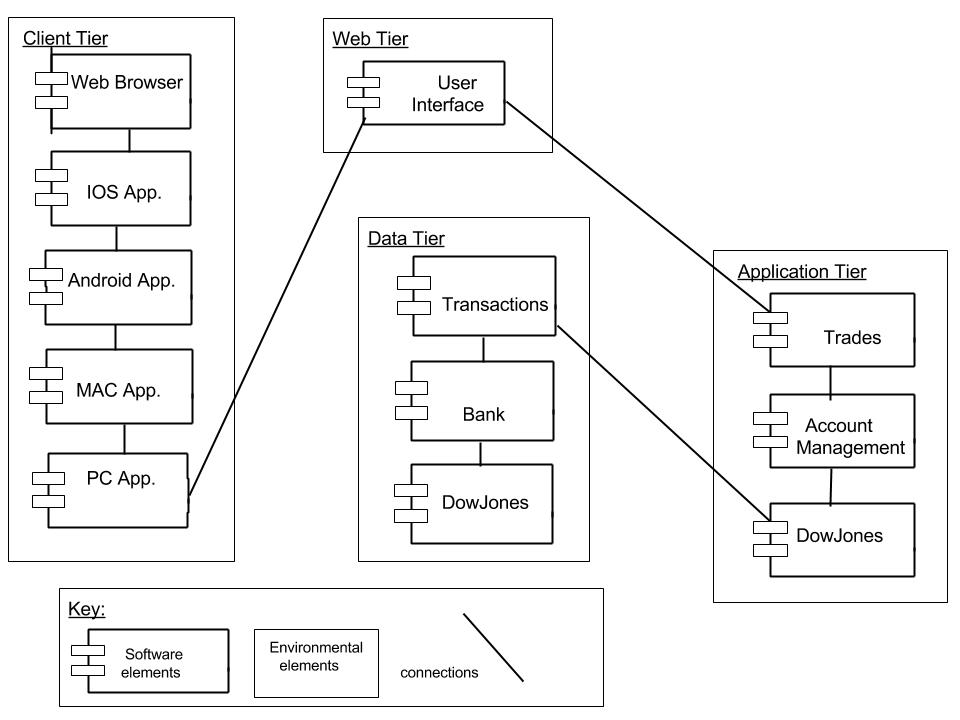 Client Tier
Web Browser
IOS App.
Android App.
MAC App.
PC App.
Web Tier
User
Interface
Data Tier
Transactions
Bank
DowJones
Application Tier
Trades
Account
Management
DowJones
Key:
Software
elements
Environmental
elements
connections